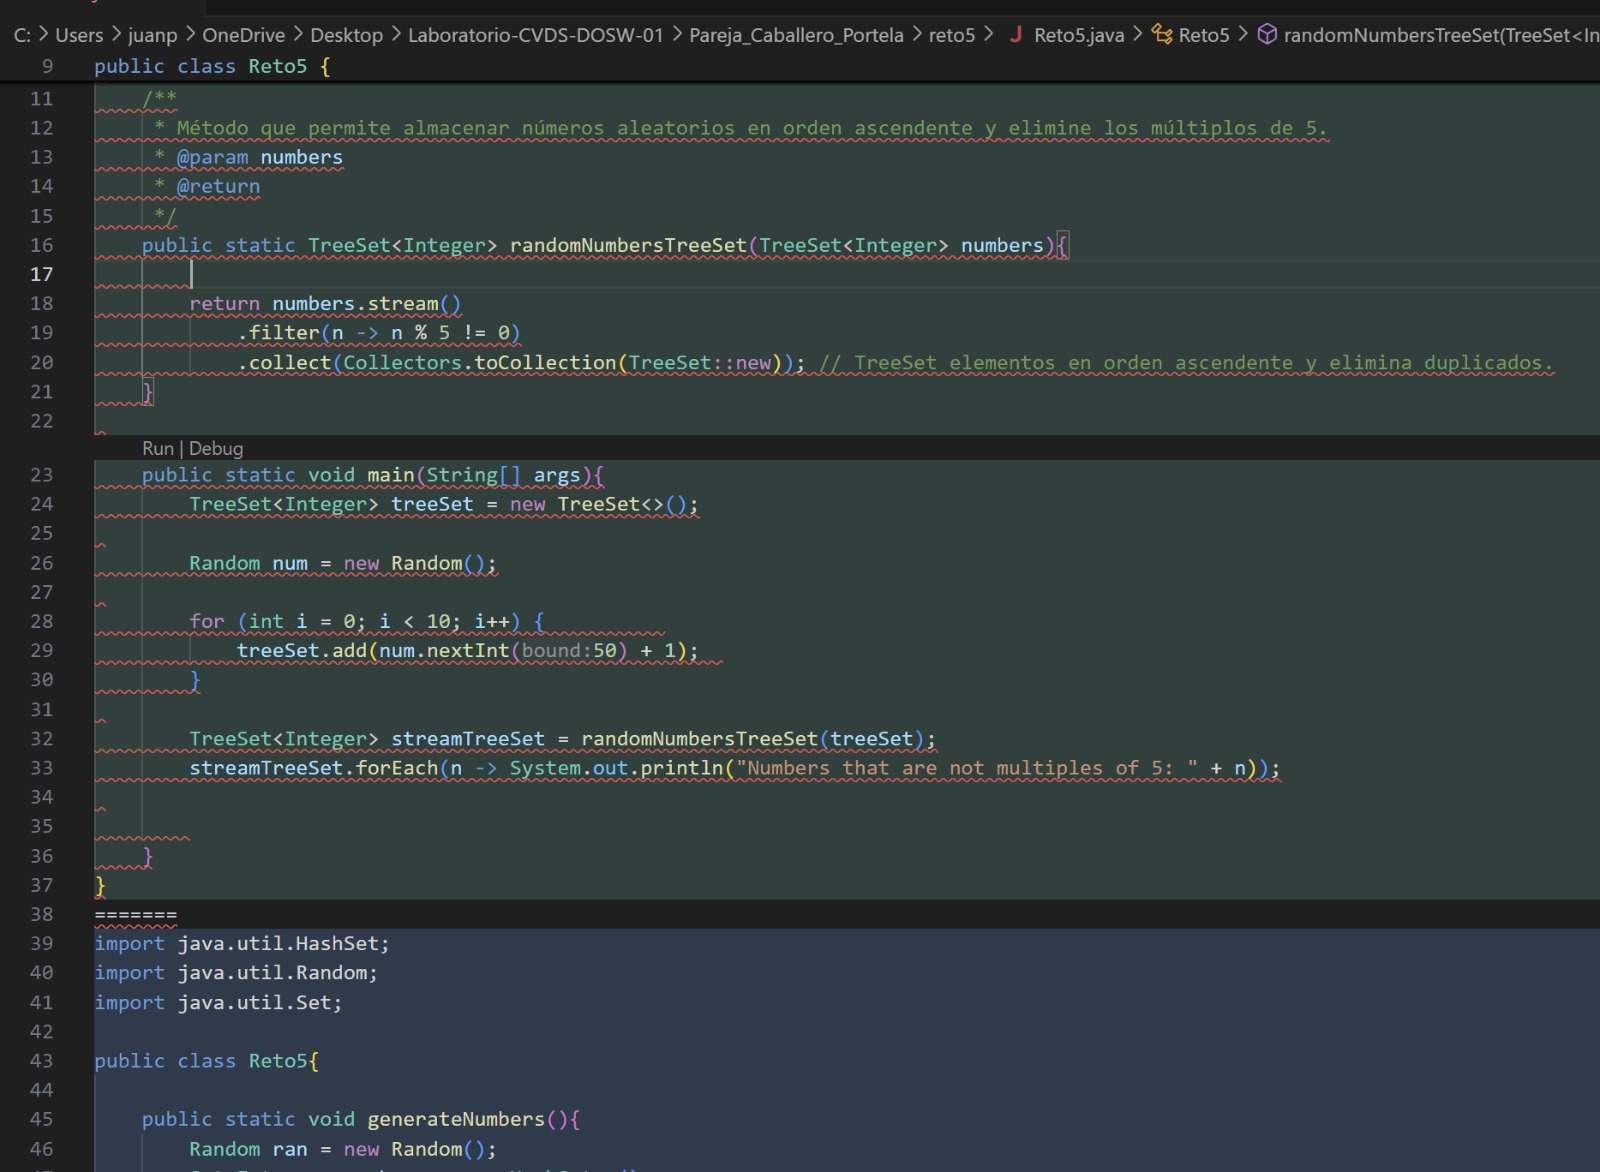 C: > Users > juanp > OneDrive > Desktop > Laboratorio-CVDS-DOSW-01 > Pareja_Caballero_Portela > reto5 > J Reto5.java > Reto5 > randomNumbersTreeSet(TreeSet<In
9 public class Reto5 {
11 /**
12 * Método que permite almacenar números aleatorios en orden ascendente y elimine los múltiplos de 5.
13 * @param numbers
14 * @return
15 */
16 public static TreeSet<Integer> randomNumbersTreeSet(TreeSet<Integer> numbers){
17
18 return numbers.stream()
19 .filter(n -> n % 5 != 0)
20 .collect(Collectors.toCollection(TreeSet::new)); // TreeSet elementos en orden ascendente y elimina duplicados.
21 }
22
Run | Debug
23 public static void main(String[] args){
24 TreeSet<Integer> treeSet = new TreeSet<>();
25
26 Random num = new Random();
27
28 for (int i = 0; i < 10; i++) {
29 treeSet.add(num.nextInt(bound:50) + 1);
30 }
31
32 TreeSet<Integer> streamTreeSet = randomNumbersTreeSet(treeSet);
33 streamTreeSet.forEach(n -> System.out.println("Numbers that are not multiples of 5: " + n));
34
35
36 }
37 }
38 =======
39 import java.util.HashSet;
40 import java.util.Random;
41 import java.util.Set;
42
43 public class Reto5{
44
45 public static void generateNumbers(){
46 Random ran = new Random();